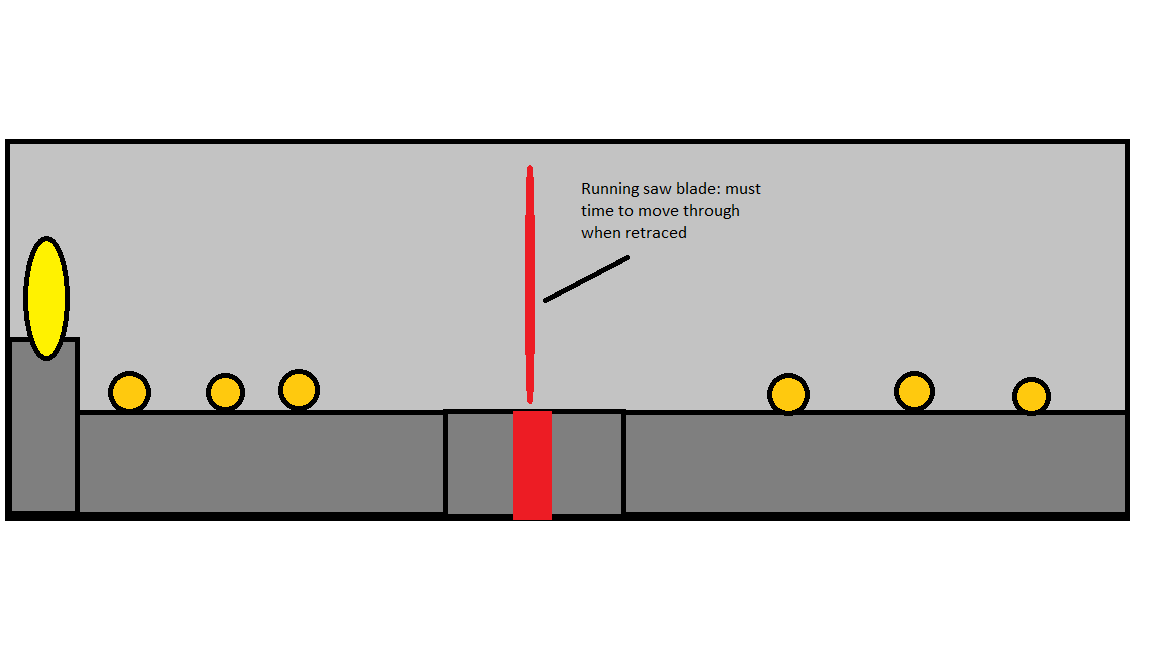 Running saw blade: must
time to move through
when retraced